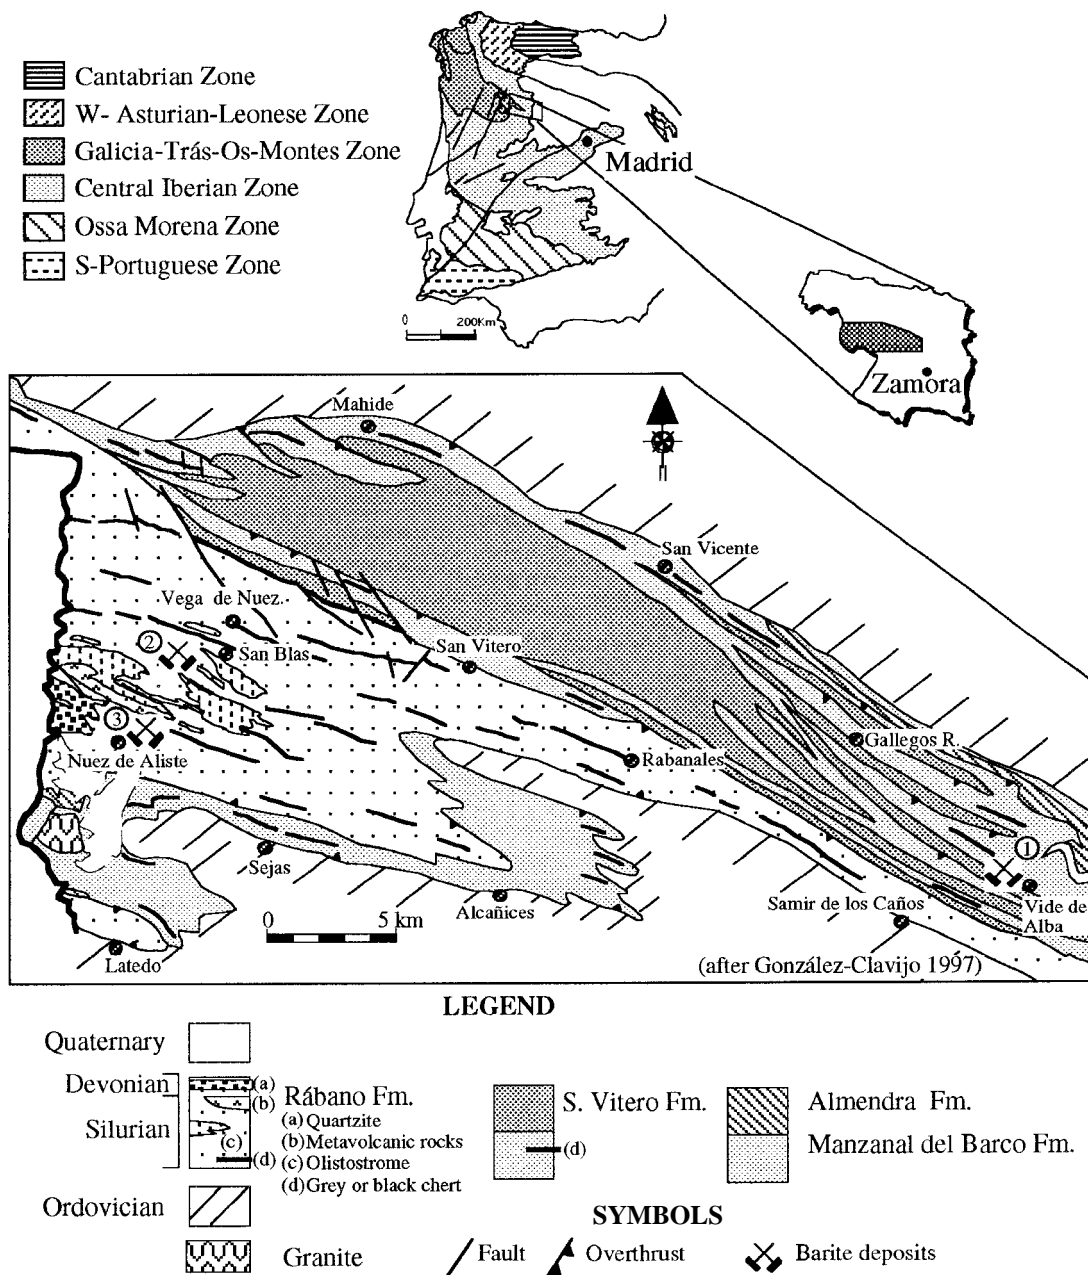 Cantabrian Zone
W- Asturian-Leonese Zone
Galicia-Trás-Os-Montes Zone
Central Iberian Zone
Ossa Morena Zone
S-Portuguese Zone
Madrid
0 200Km
Zamora
Mahide
San Vicente
Vega de Nuez
2
San Blas
San Vitero
3
Nuez de Aliste
Rabanales
Gallegos R.
1
Sejas
Alcañices
Samir de los Caños
Vide de
Alba
0 5 km
Latedo
(after González-Clavijo 1997)
LEGEND
Quaternary
Devonian
(a)
Rábano Fm.
(b)
(a) Quartzite
Silurian
(c)
(b) Metavolcanic rocks
(c) Olistostrome
(d)
(d) Grey or black chert
S. Vitero Fm.
(d)
Almendra Fm.
Manzanal del Barco Fm.
Ordovician
Granite
SYMBOLS
Fault
Overthrust
Barite deposits